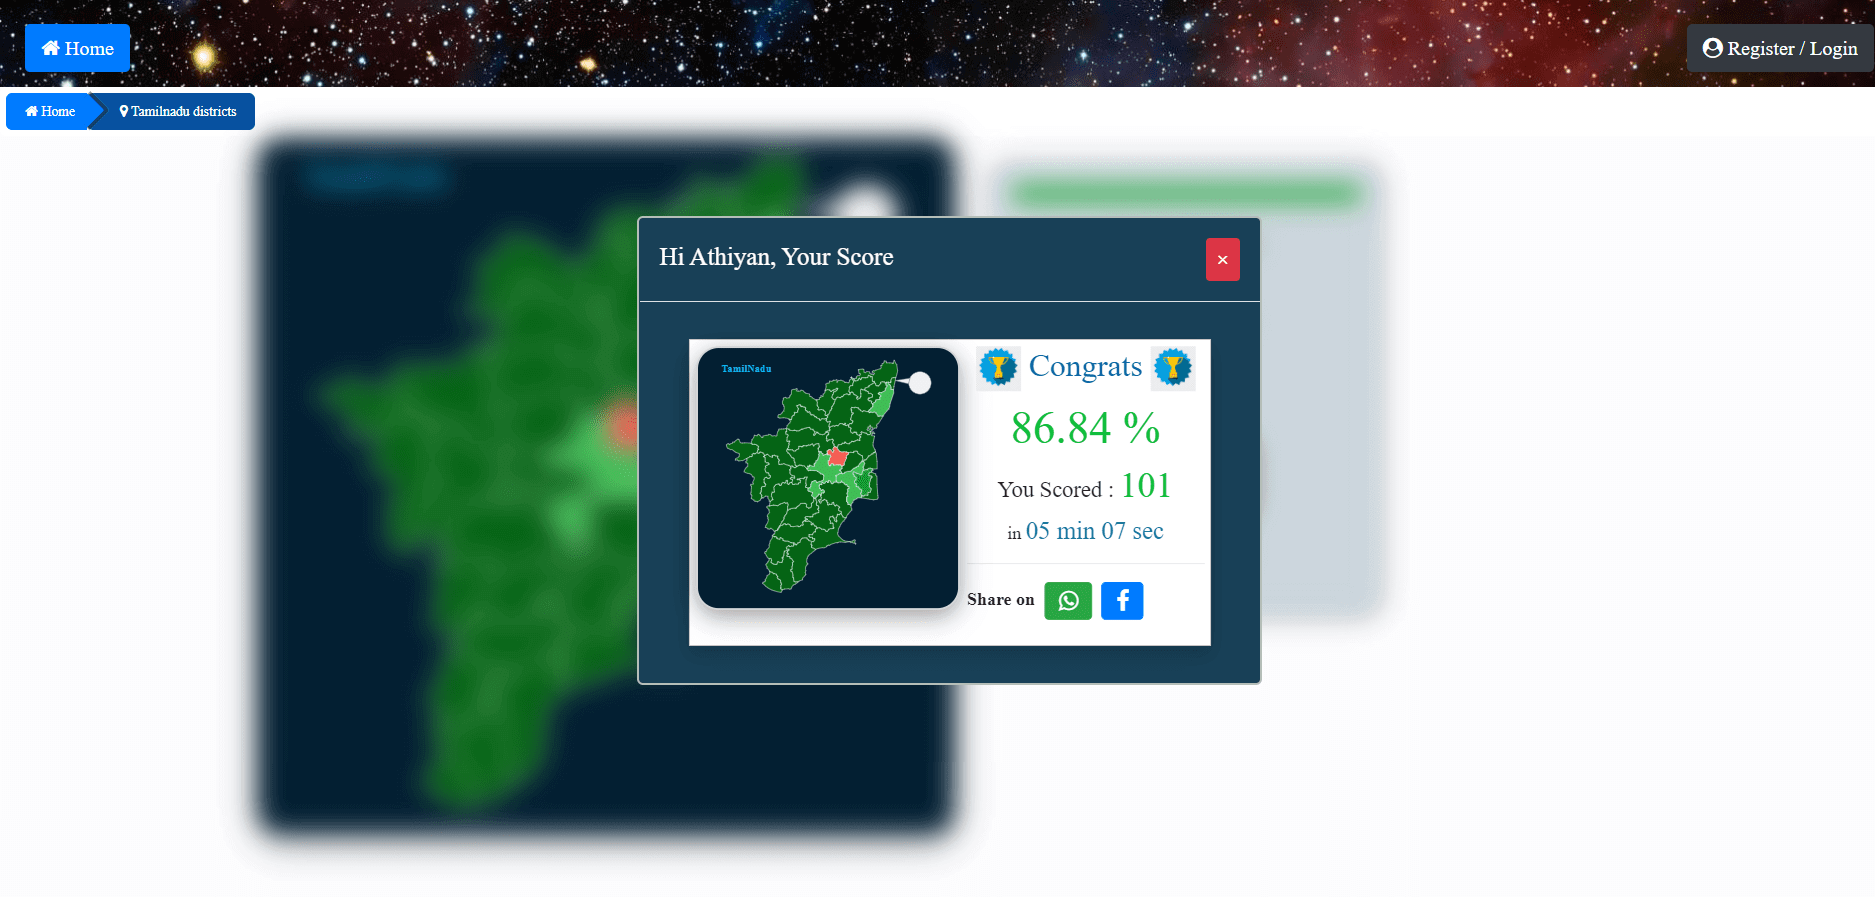 Home
Register / Login
Home
Tamilnadu districts
Hi Athiyan, Your Score
×
TamilNadu
Congrats
86.84 %
You Scored : 101
in 05 min 07 sec
Share on